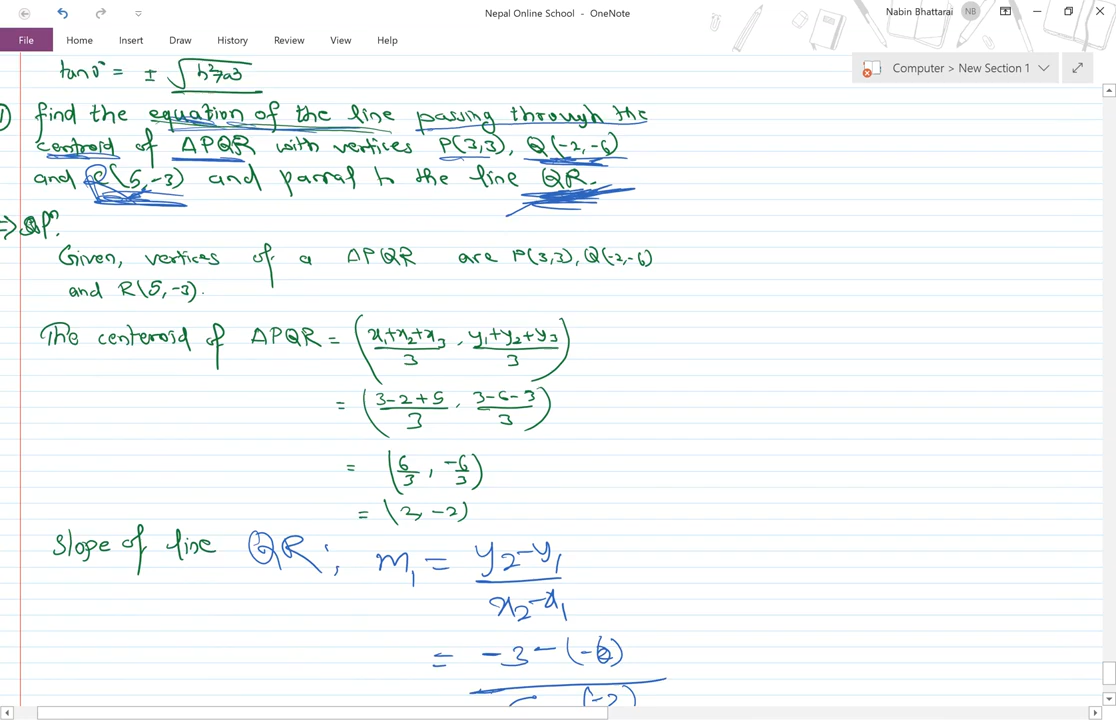 Nepal Online School - OneNote
Nabin Bhattarai NB
File Home Insert Draw History Review View Help
Computer > New Section 1
tan θ = ±
find the equation of the line passing through the
centroid of ΔPQR with vertices P(3,3), Q(-2,-6)
and R(5,-3) and parral to the line QR.
Given, vertices of a ΔPQR are P(3,3), Q(-2,-6)
and R(5,-3).
The centeroid of ΔPQR = (x₁+x₂+x₃/3, y₁+y₂+y₃/3)
= (3-2+5/3, 3-6-3/3)
= (6/3, -6/3)
= (2, -2)
Slope of line QR; m₁ = y₂-y₁/x₂-x₁
= -3-(-6)
(-2)